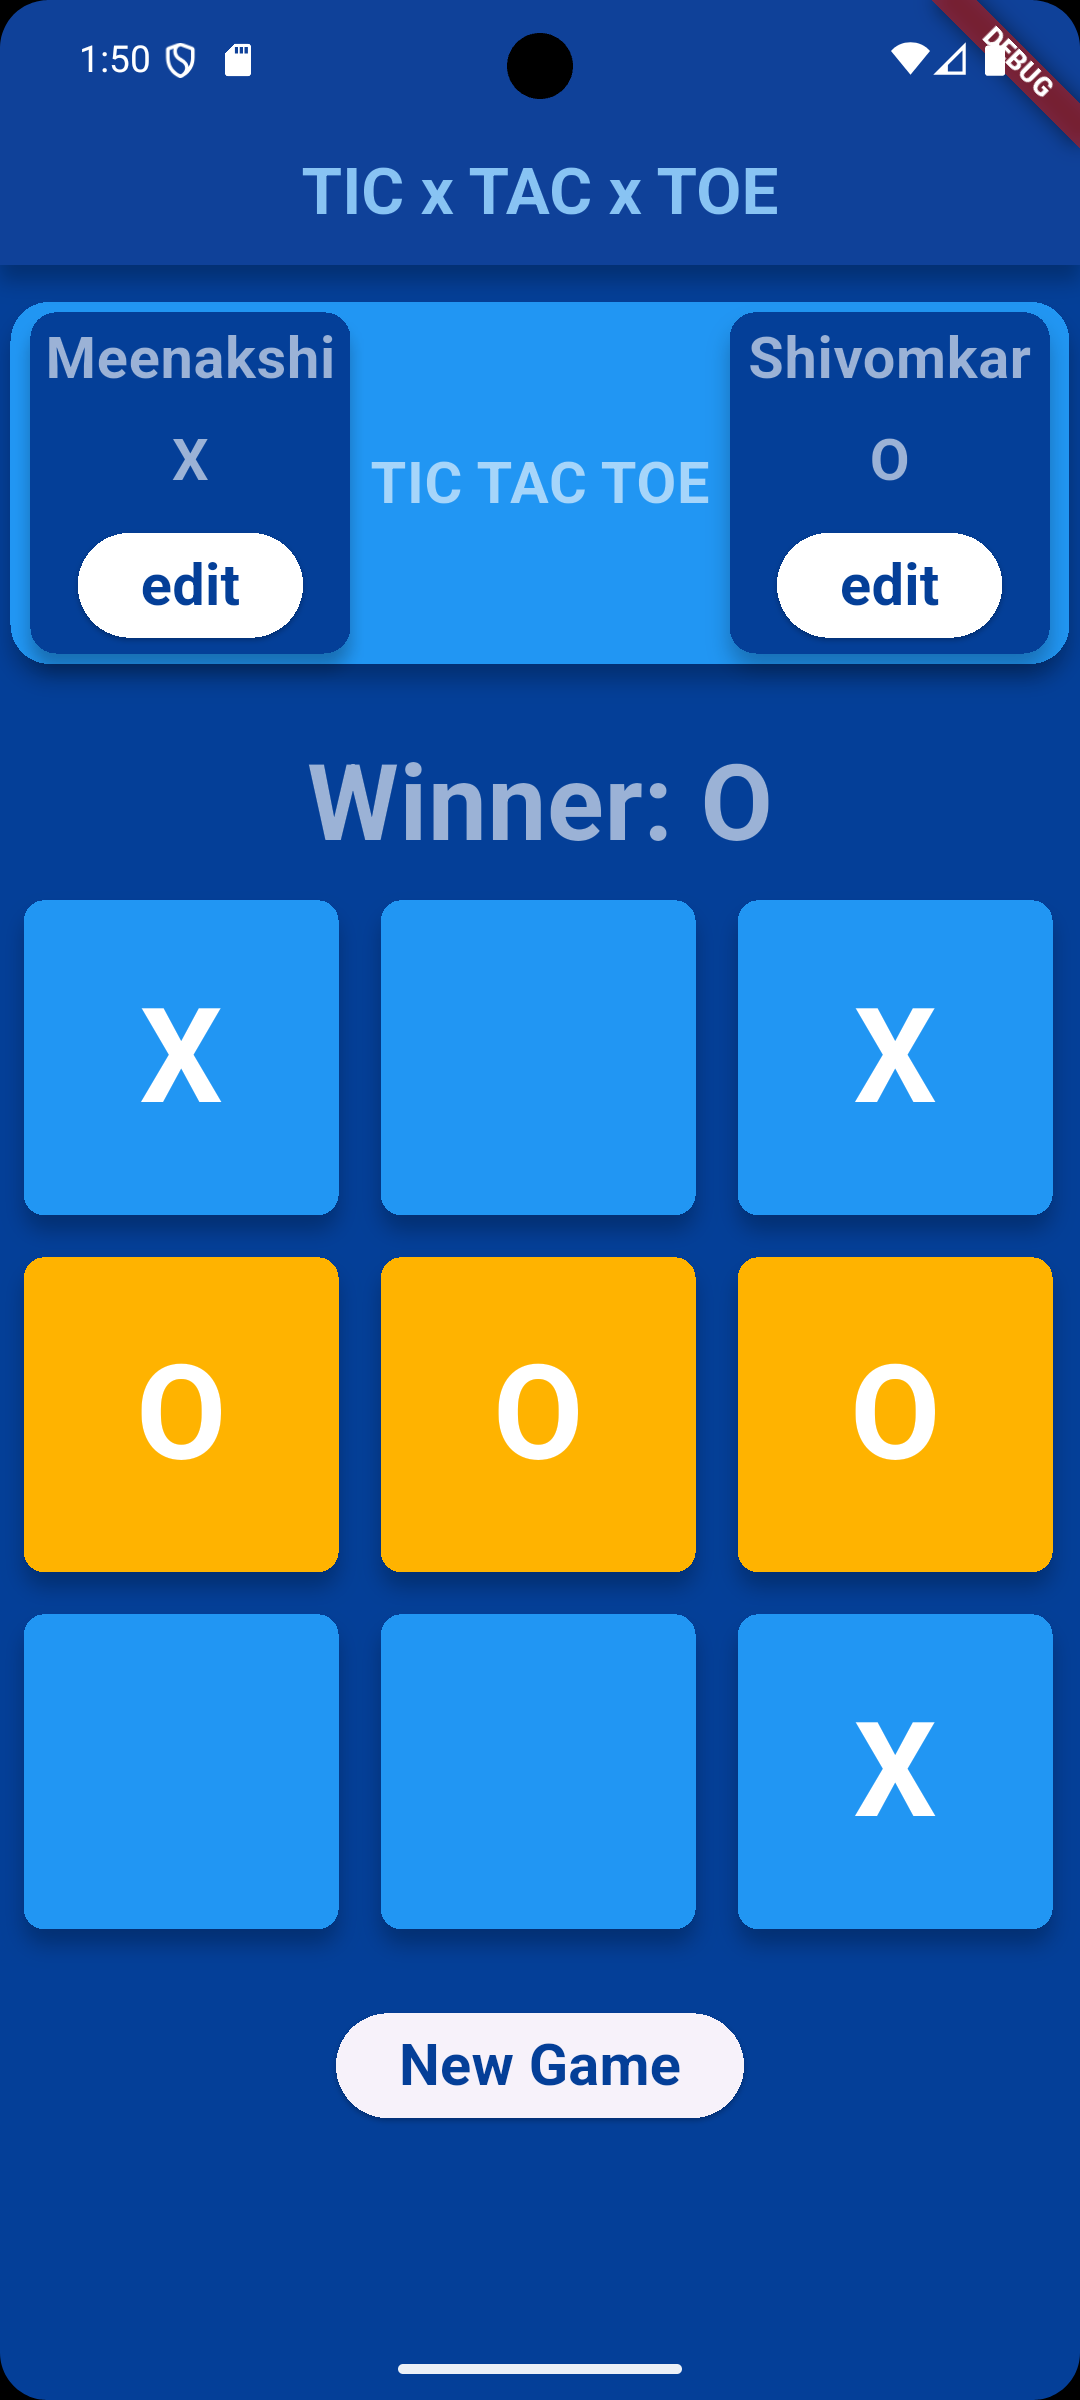 1:50
DEBUG
TIC x TAC x TOE
Meenakshi
X
edit
TIC TAC TOE
Shivomkar
O
edit
Winner: O
X X
O O O
X
New Game